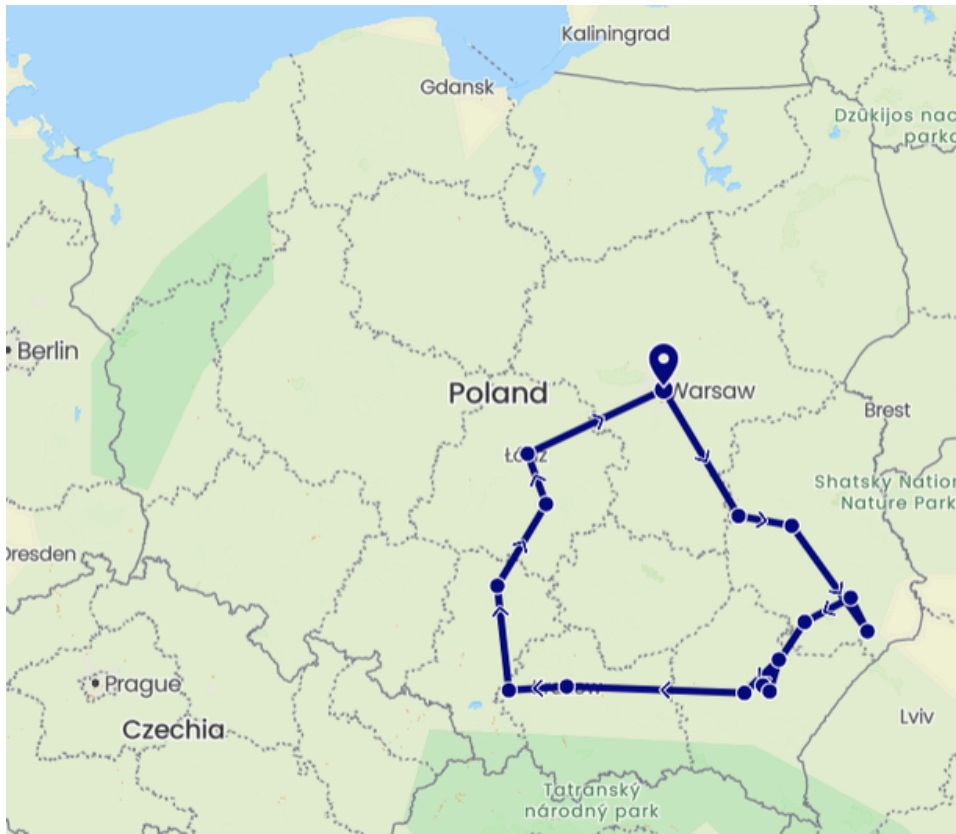 Kaliningrad
Gdansk
Dzūkijos nac
parka
Berlin
Poland
Warsaw
Brest
Łódź
Shatsky Nation
Nature Park
Dresden
Prague
Czechia
Lviv
Tatranský
národný park